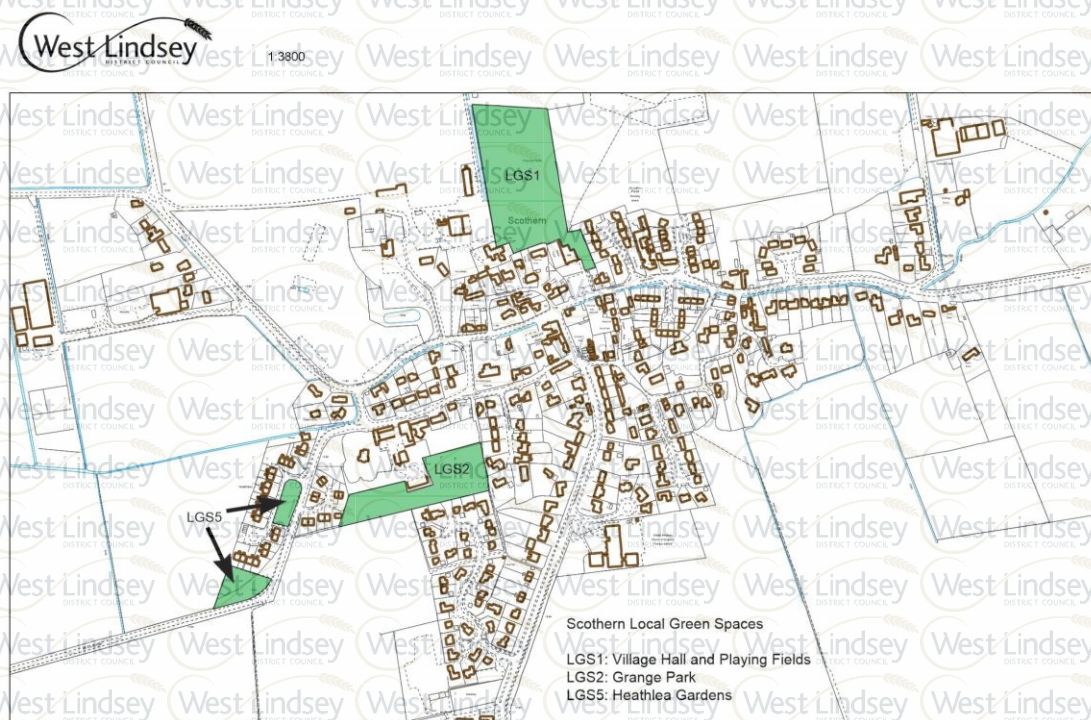 West Lindsey
DISTRICT COUNCIL
1:3800
LGS1
Scothern
LGS2
LGS5
Scothern Local Green Spaces
LGS1: Village Hall and Playing Fields
LGS2: Grange Park
LGS5: Heathlea Gardens